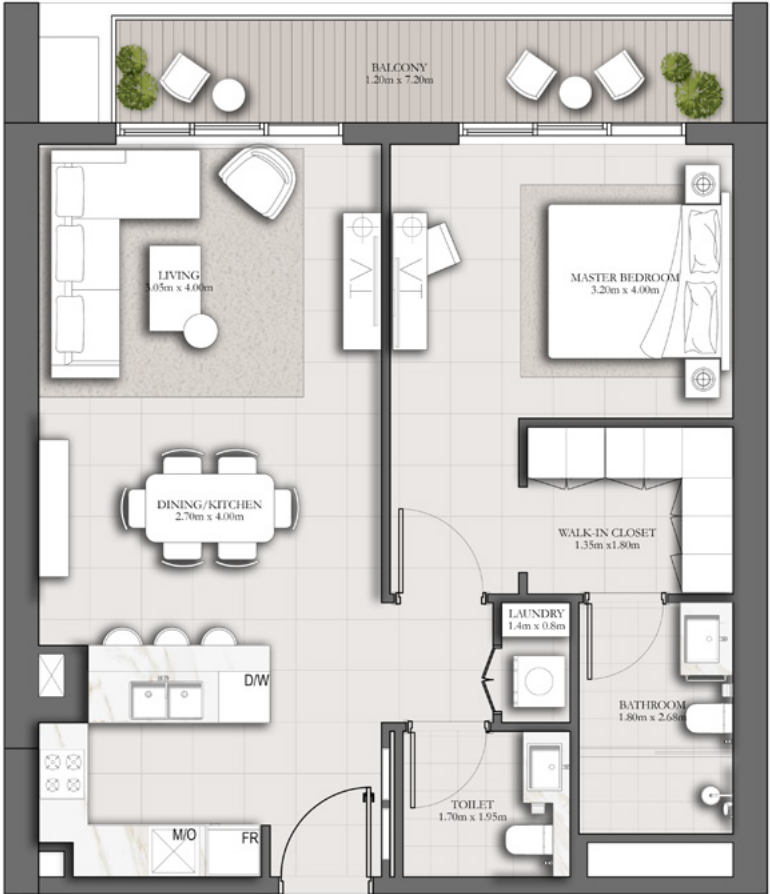 BALCONY
1.20m x 7.20m
LIVING
3.05m x 4.00m
TV
TV
MASTER BEDROOM
3.20m x 4.00m
DINING/KITCHEN
2.70m x 4.00m
WALK-IN CLOSET
1.35m x1.80m
LAUNDRY
1.4m x 0.8m
D/W
BATHROOM
1.80m x 2.68m
TOILET
1.70m x 1.95m
M/O
FR